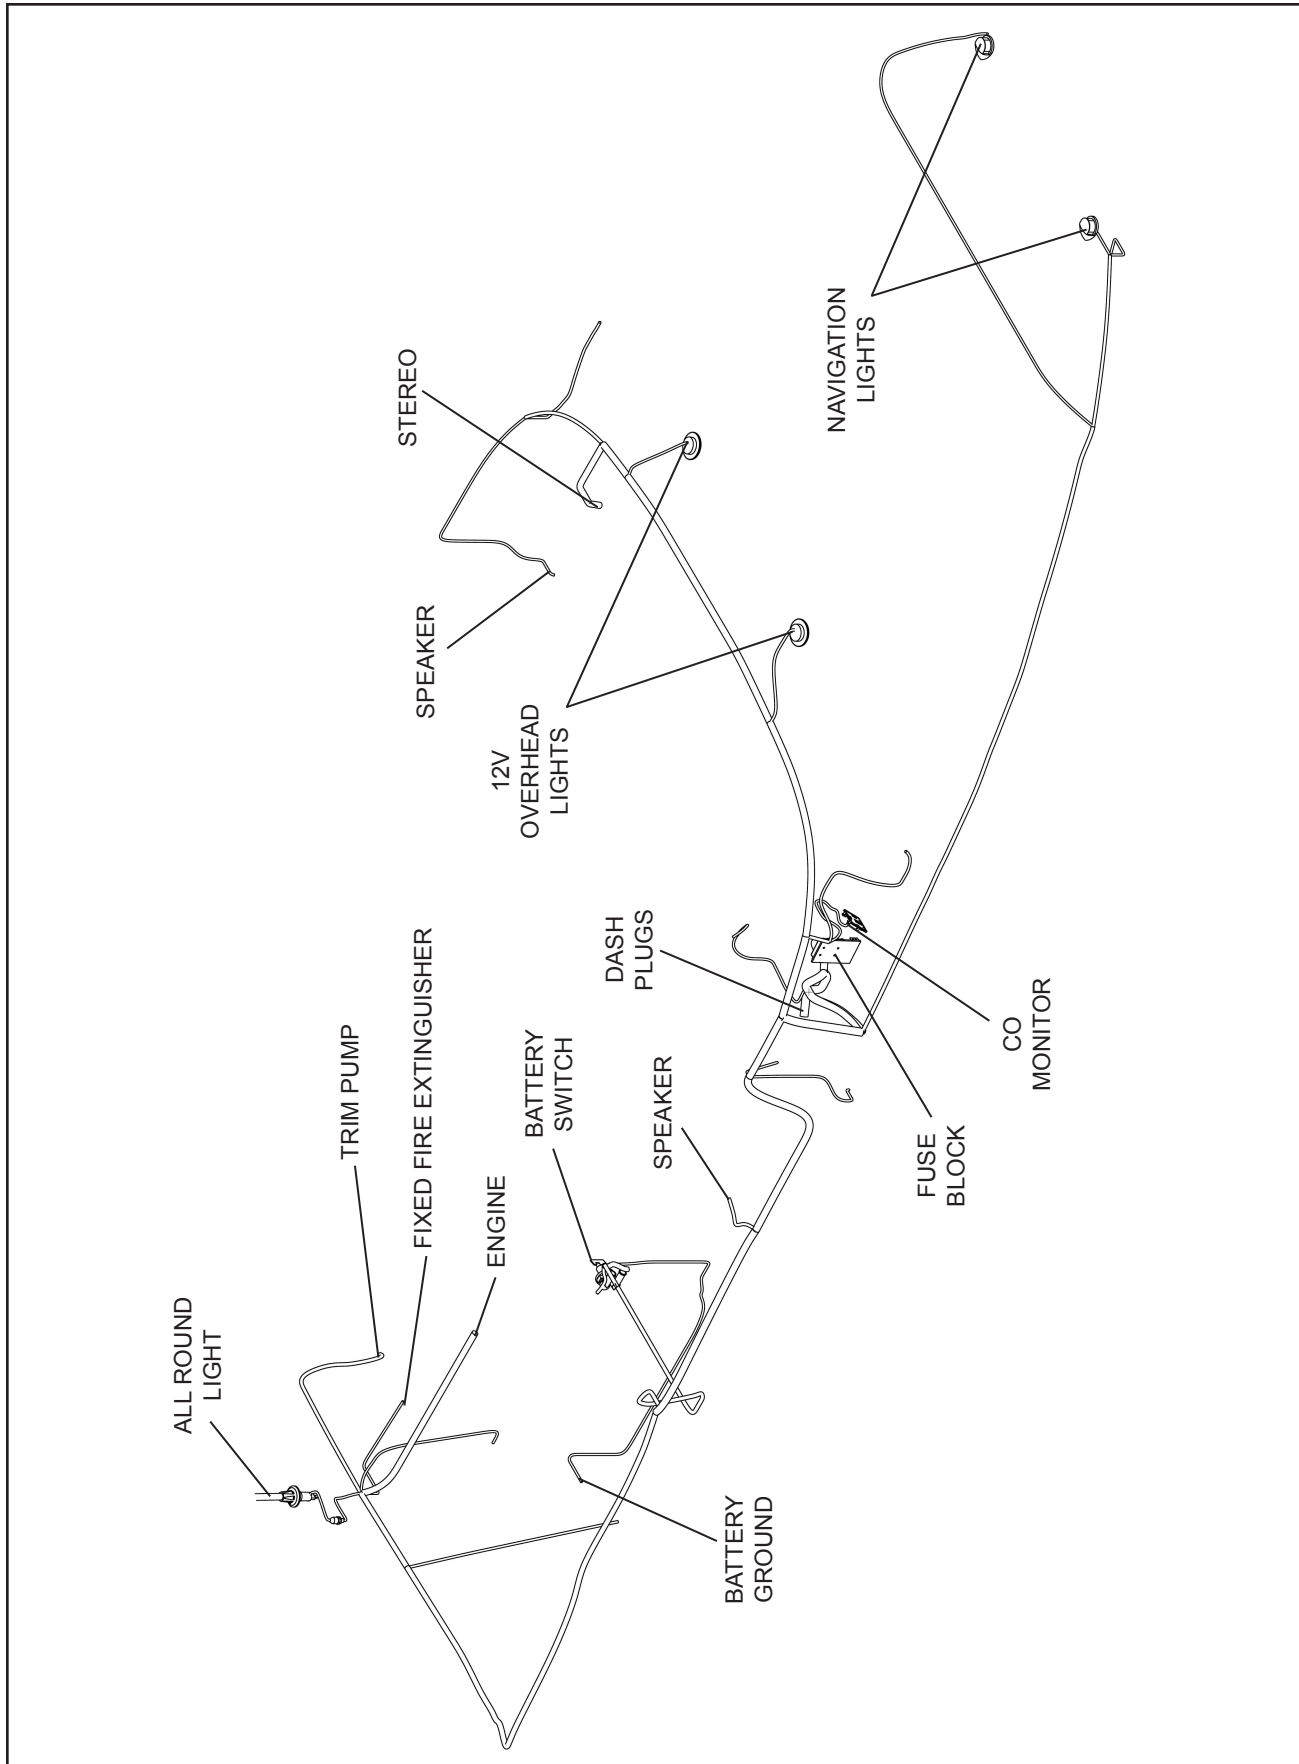 ALL ROUND
LIGHT
TRIM PUMP
FIXED FIRE EXTINGUISHER
ENGINE
BATTERY
SWITCH
BATTERY
GROUND
SPEAKER
DASH
PLUGS
FUSE
BLOCK
CO
MONITOR
12V
OVERHEAD
LIGHTS
SPEAKER
STEREO
NAVIGATION
LIGHTS